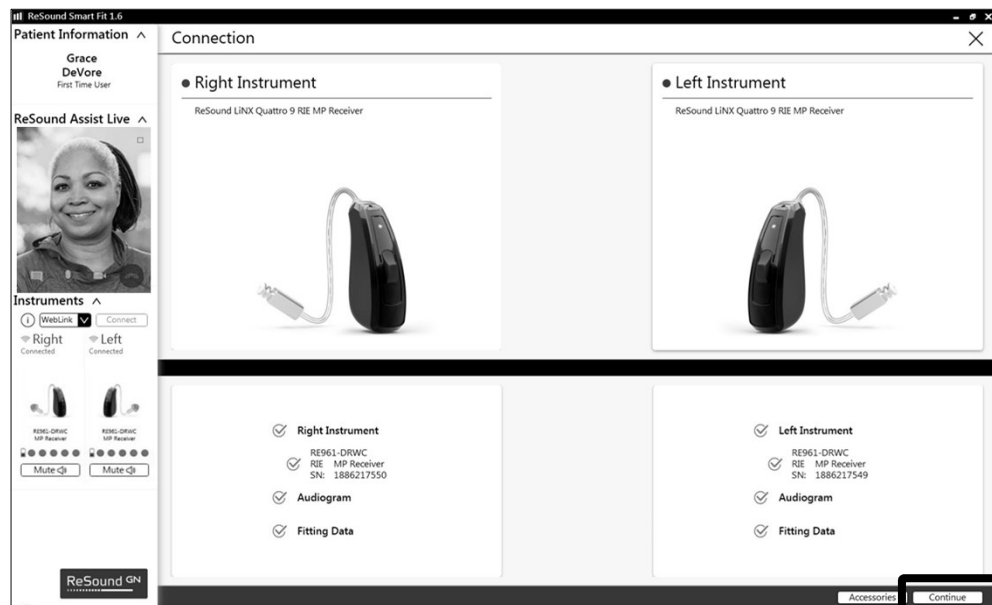 ReSound Smart Fit 1.6
Patient Information
Grace
DeVore
First Time User
ReSound Assist Live
Instruments
WebLink
Connect
Right
Connected
Left
Connected
RE961-DRWC
MP Receiver
RE961-DRWC
MP Receiver
Mute
Mute
ReSound GN
Connection
Right Instrument
ReSound LiNX Quattro 9 RIE MP Receiver
Left Instrument
ReSound LiNX Quattro 9 RIE MP Receiver
Right Instrument
RE961-DRWC
RIE MP Receiver
SN: 1886217550
Audiogram
Fitting Data
Left Instrument
RE961-DRWC
RIE MP Receiver
SN: 1886217549
Audiogram
Fitting Data
Accessories
Continue